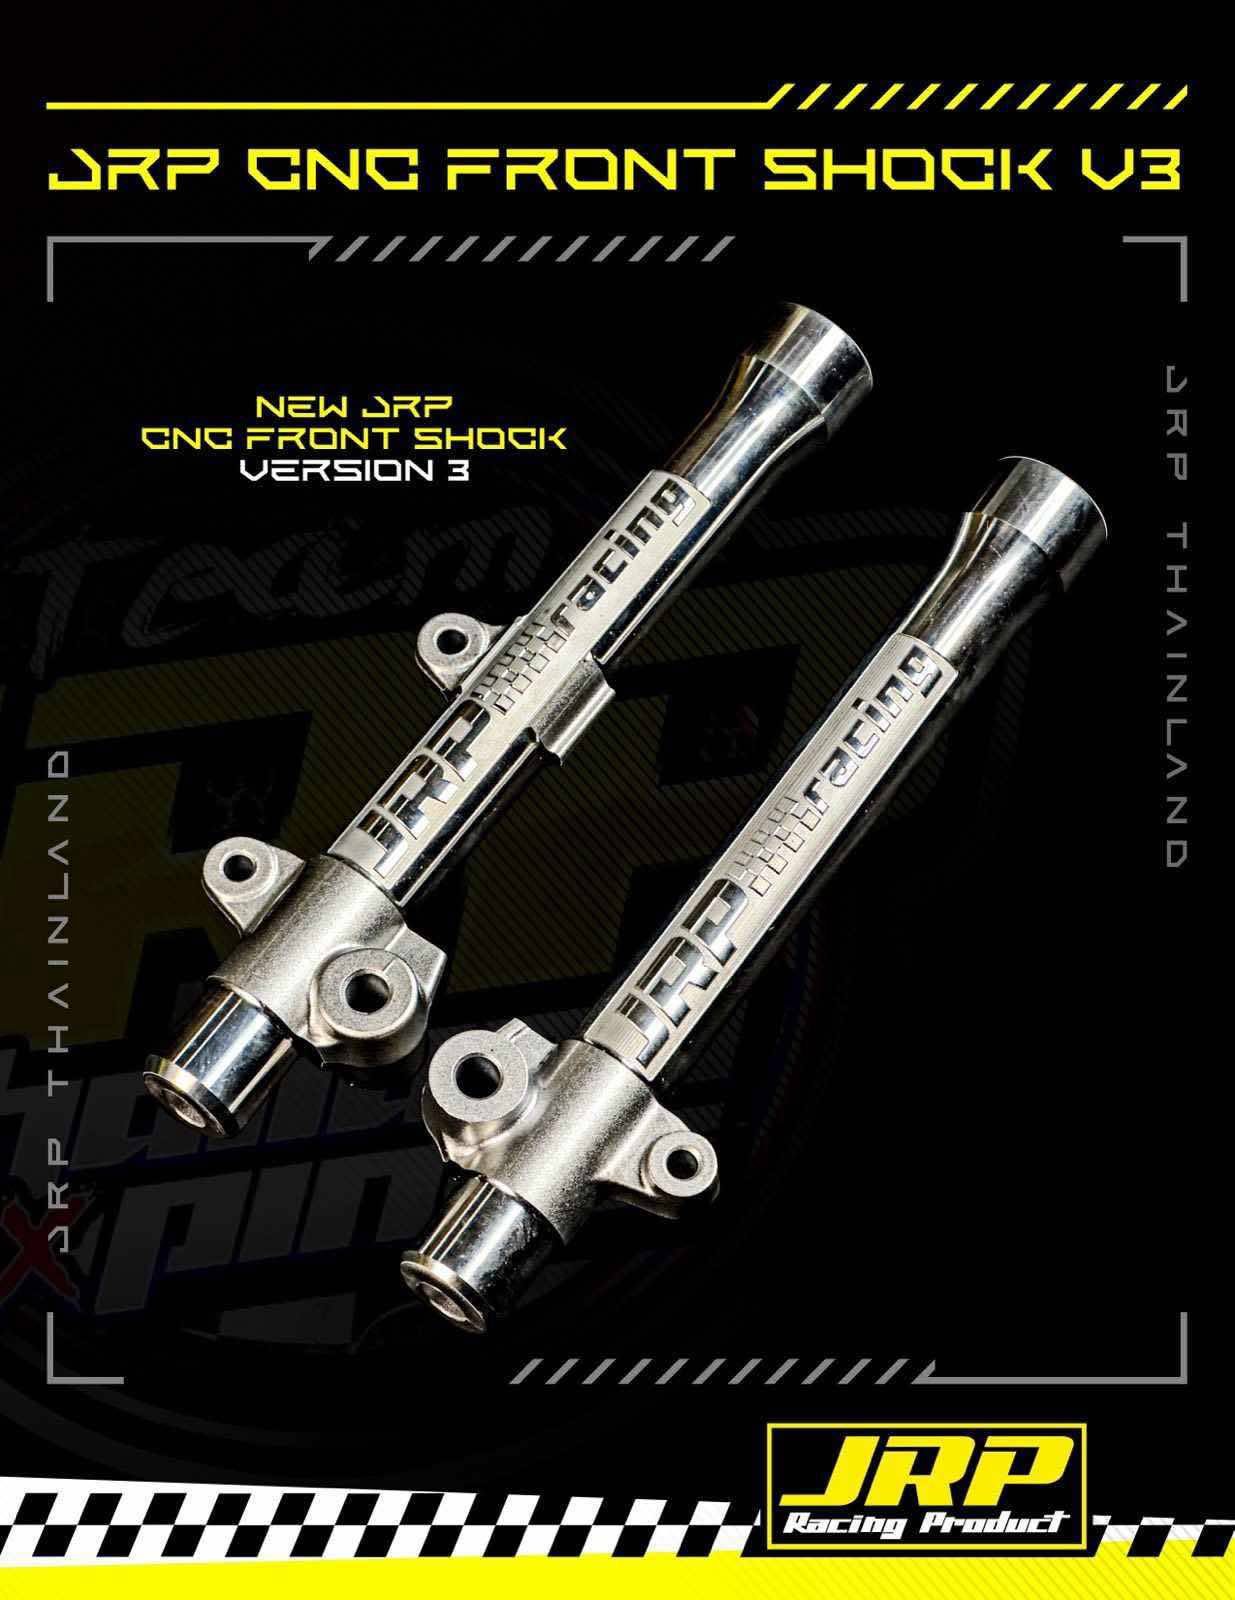 JRP CNC FRONT SHOCK V3
NEW JRP
CNC FRONT SHOCK
VERSION 3
JRP THAINLAND
JRP racing
JRP racing
JRP THAINLAND
Team
JRP
Racing Product